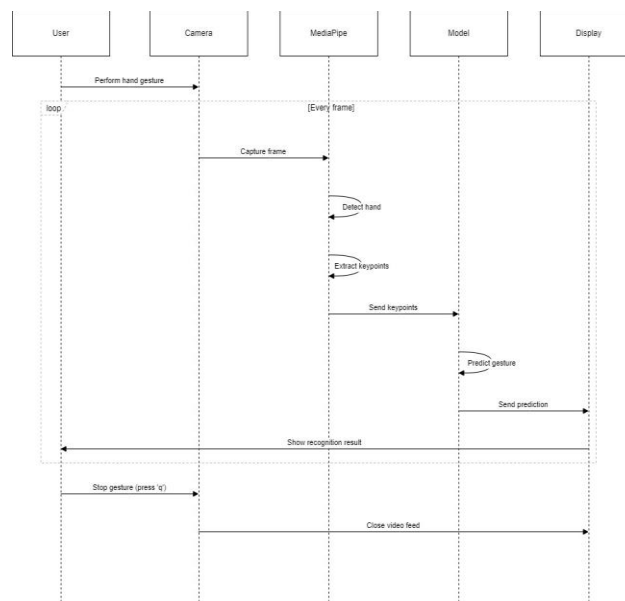 User
Camera
MediaPipe
Model
Display
Perform hand gesture
loop
[Every frame]
Capture frame
Detect hand
Extract keypoints
Send keypoints
Predict gesture
Send prediction
Show recognition result
Stop gesture (press 'q')
Close video feed